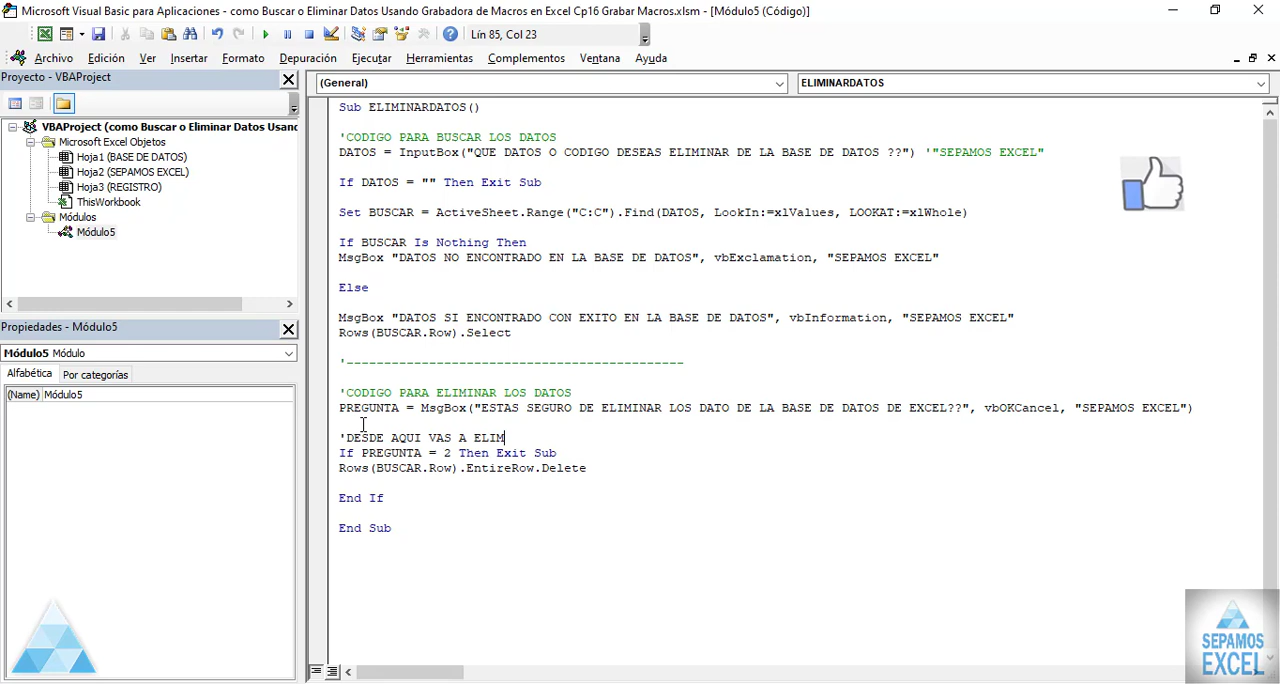 Microsoft Visual Basic para Aplicaciones - como Buscar o Eliminar Datos Usando Grabadora de Macros en Excel Cp16 Grabar Macros.xlsm - [Módulo5 (Código)]
Lín 85, Col 23
Archivo Edición Ver Insertar Formato Depuración Ejecutar Herramientas Complementos Ventana Ayuda
Proyecto - VBAProject
VBAProject (como Buscar o Eliminar Datos Usand
Microsoft Excel Objetos
Hoja1 (BASE DE DATOS)
Hoja2 (SEPAMOS EXCEL)
Hoja3 (REGISTRO)
ThisWorkbook
Módulos
Módulo5
Propiedades - Módulo5
Módulo5 Módulo
Alfabética Por categorías
(Name) Módulo5
(General) ELIMINARDATOS
Sub ELIMINARDATOS()
'CODIGO PARA BUSCAR LOS DATOS
DATOS = InputBox("QUE DATOS O CODIGO DESEAS ELIMINAR DE LA BASE DE DATOS ??") '"SEPAMOS EXCEL"
If DATOS = "" Then Exit Sub
Set BUSCAR = ActiveSheet.Range("C:C").Find(DATOS, LookIn:=xlValues, LOOKAT:=xlWhole)
If BUSCAR Is Nothing Then
MsgBox "DATOS NO ENCONTRADO EN LA BASE DE DATOS", vbExclamation, "SEPAMOS EXCEL"
Else
MsgBox "DATOS SI ENCONTRADO CON EXITO EN LA BASE DE DATOS", vbInformation, "SEPAMOS EXCEL"
Rows(BUSCAR.Row).Select
'---------------------------------------------
'CODIGO PARA ELIMINAR LOS DATOS
PREGUNTA = MsgBox("ESTAS SEGURO DE ELIMINAR LOS DATO DE LA BASE DE DATOS DE EXCEL??", vbOKCancel, "SEPAMOS EXCEL")
'DESDE AQUI VAS A ELIM
If PREGUNTA = 2 Then Exit Sub
Rows(BUSCAR.Row).EntireRow.Delete
End If
End Sub
SEPAMOS
EXCEL